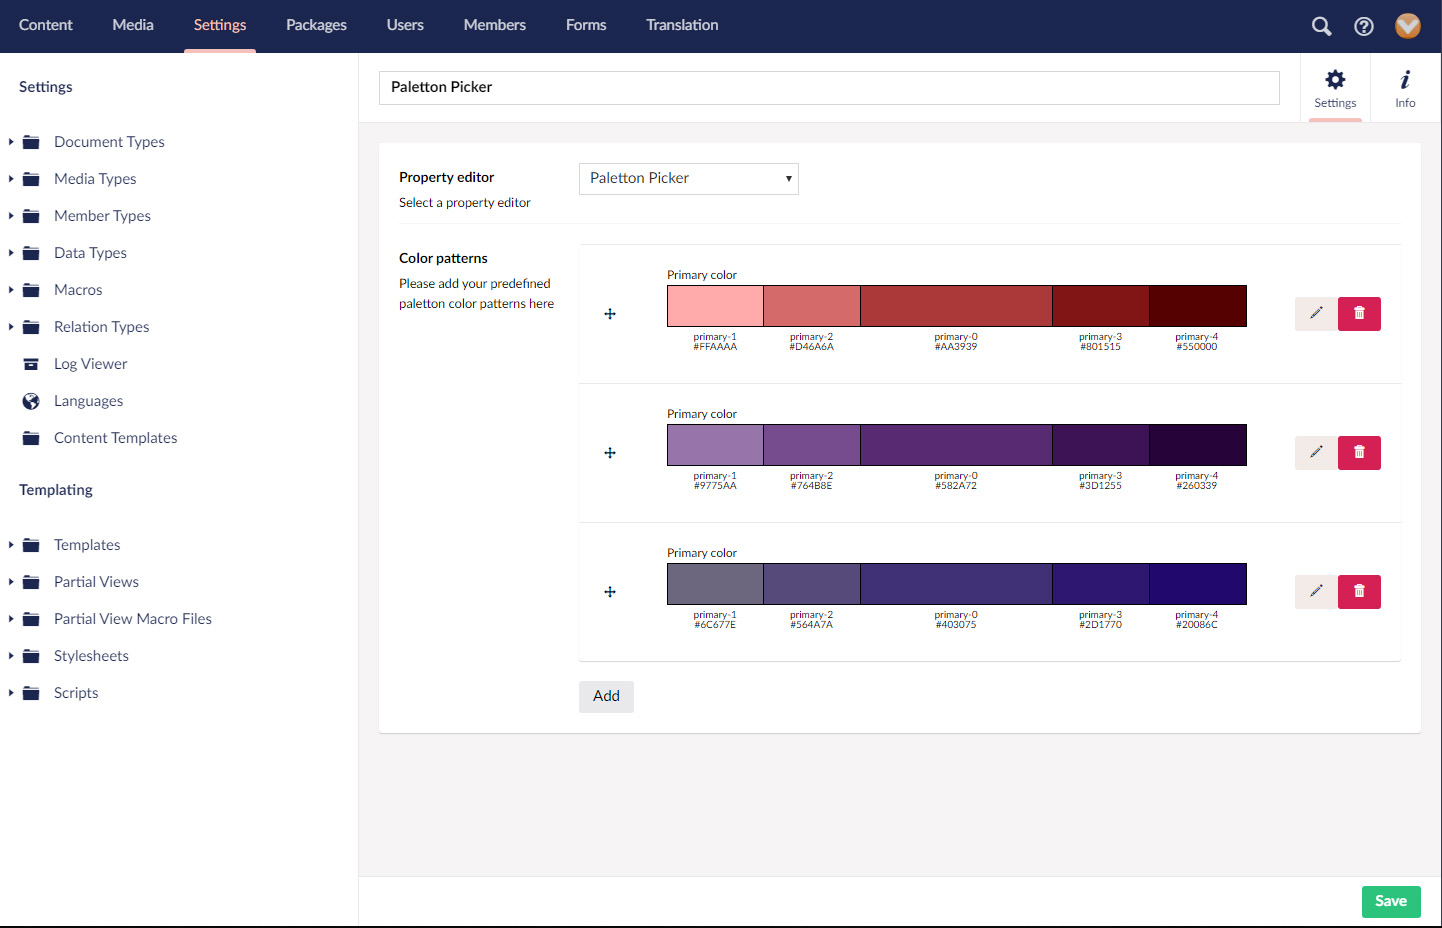 Content Media Settings Packages Users Members Forms Translation
Settings
Document Types
Media Types
Member Types
Data Types
Macros
Relation Types
Log Viewer
Languages
Content Templates
Templating
Templates
Partial Views
Partial View Macro Files
Stylesheets
Scripts
Paletton Picker
Settings
Info
Property editor
Select a property editor
Paletton Picker
Color patterns
Please add your predefined
paletton color patterns here
Primary color
primary-1 primary-2 primary-0 primary-3 primary-4
#FFAAAA #D46A6A #AA3939 #801515 #550000
Primary color
primary-1 primary-2 primary-0 primary-3 primary-4
#9775AA #764B8E #582A72 #3D1255 #260339
Primary color
primary-1 primary-2 primary-0 primary-3 primary-4
#6C677E #564A7A #403075 #2D1770 #20086C
Add
Save